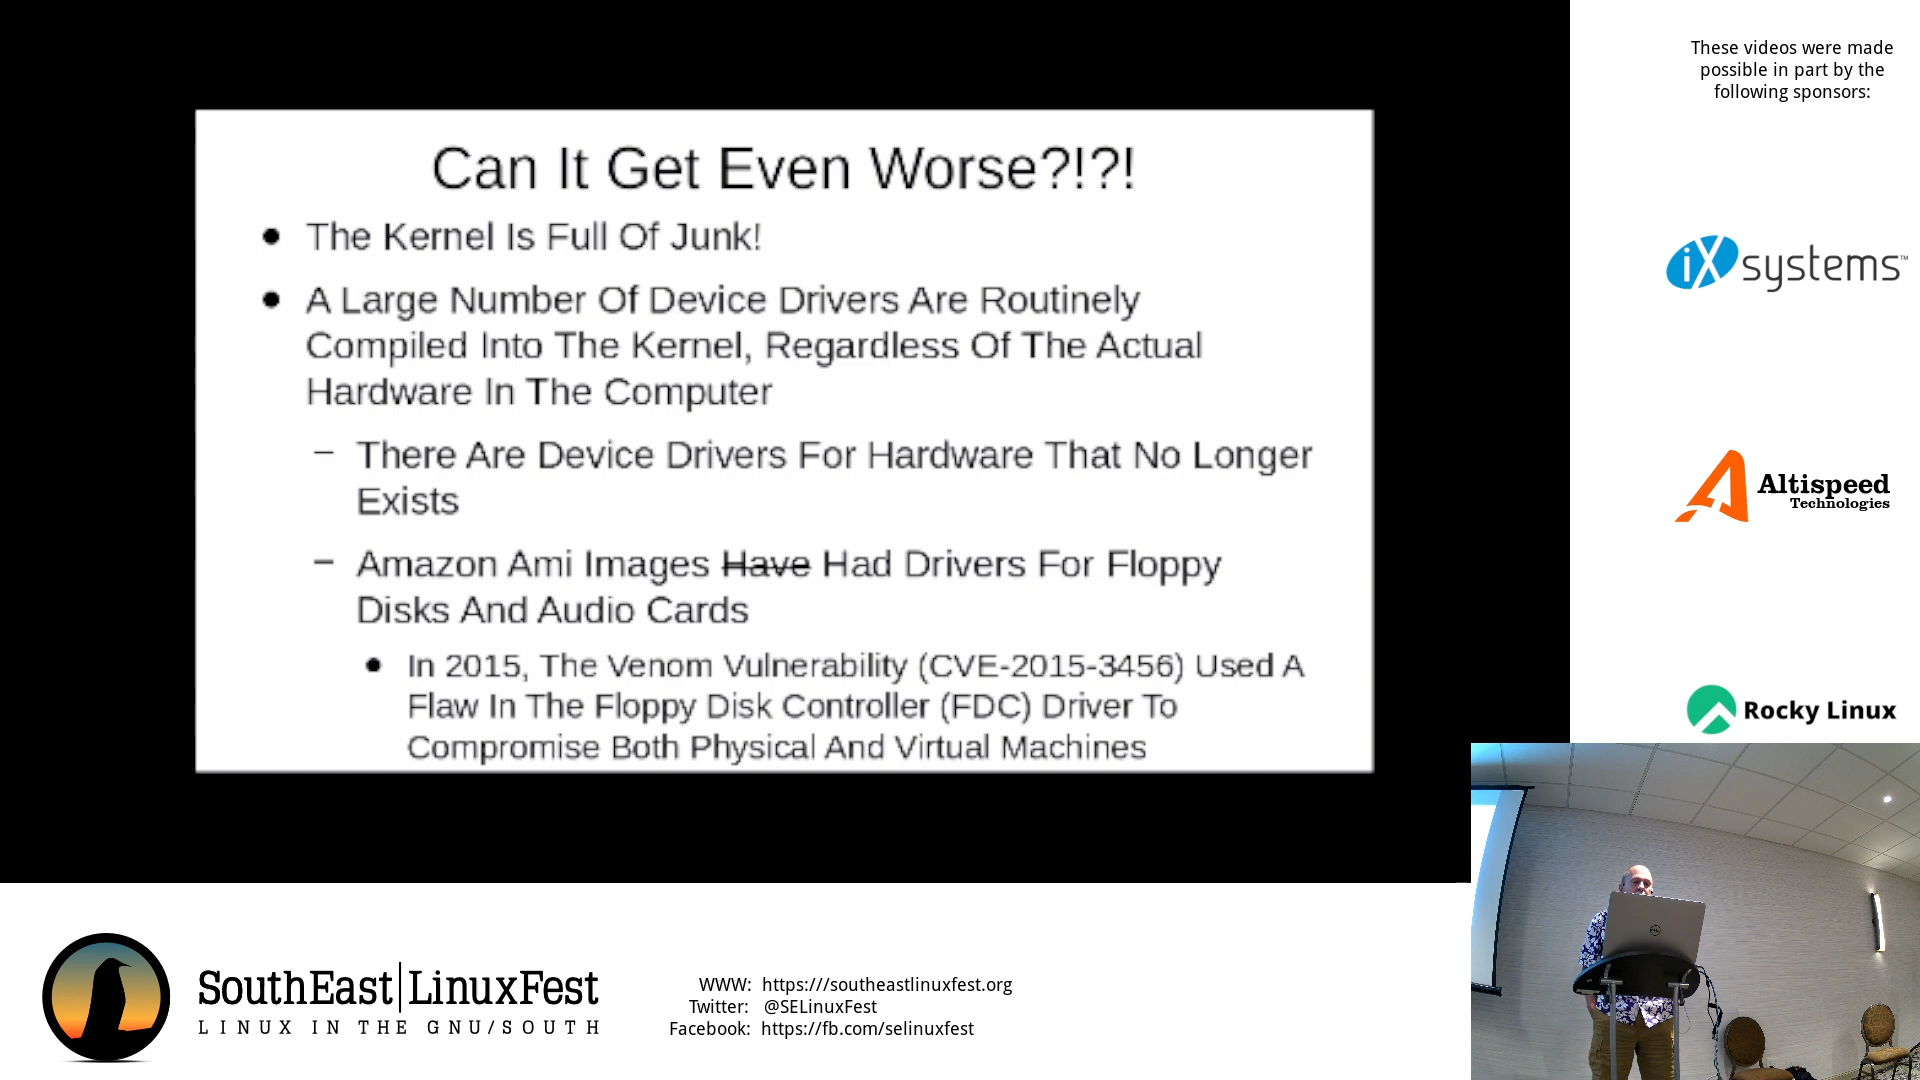 Can It Get Even Worse?!?!
● The Kernel Is Full Of Junk!
● A Large Number Of Device Drivers Are Routinely
Compiled Into The Kernel, Regardless Of The Actual
Hardware In The Computer
– There Are Device Drivers For Hardware That No Longer
Exists
– Amazon Ami Images Have Had Drivers For Floppy
Disks And Audio Cards
● In 2015, The Venom Vulnerability (CVE-2015-3456) Used A
Flaw In The Floppy Disk Controller (FDC) Driver To
Compromise Both Physical And Virtual Machines
These videos were made
possible in part by the
following sponsors:
iXsystems™
Altispeed
Technologies
Rocky Linux
SouthEast|LinuxFest
LINUX IN THE GNU/SOUTH
WWW: https:///southeastlinuxfest.org
Twitter: @SELinuxFest
Facebook: https://fb.com/selinuxfest
DELL